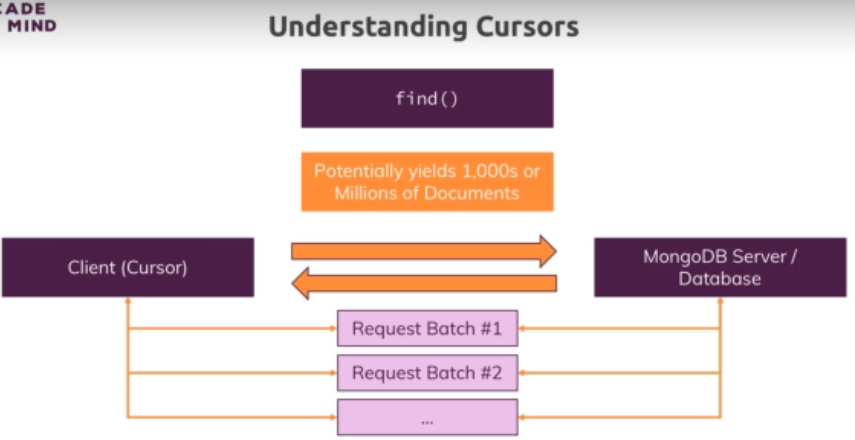 CADE
MIND
Understanding Cursors
find()
Potentially yields 1,000s or
Millions of Documents
Client (Cursor)
MongoDB Server /
Database
Request Batch #1
Request Batch #2
...